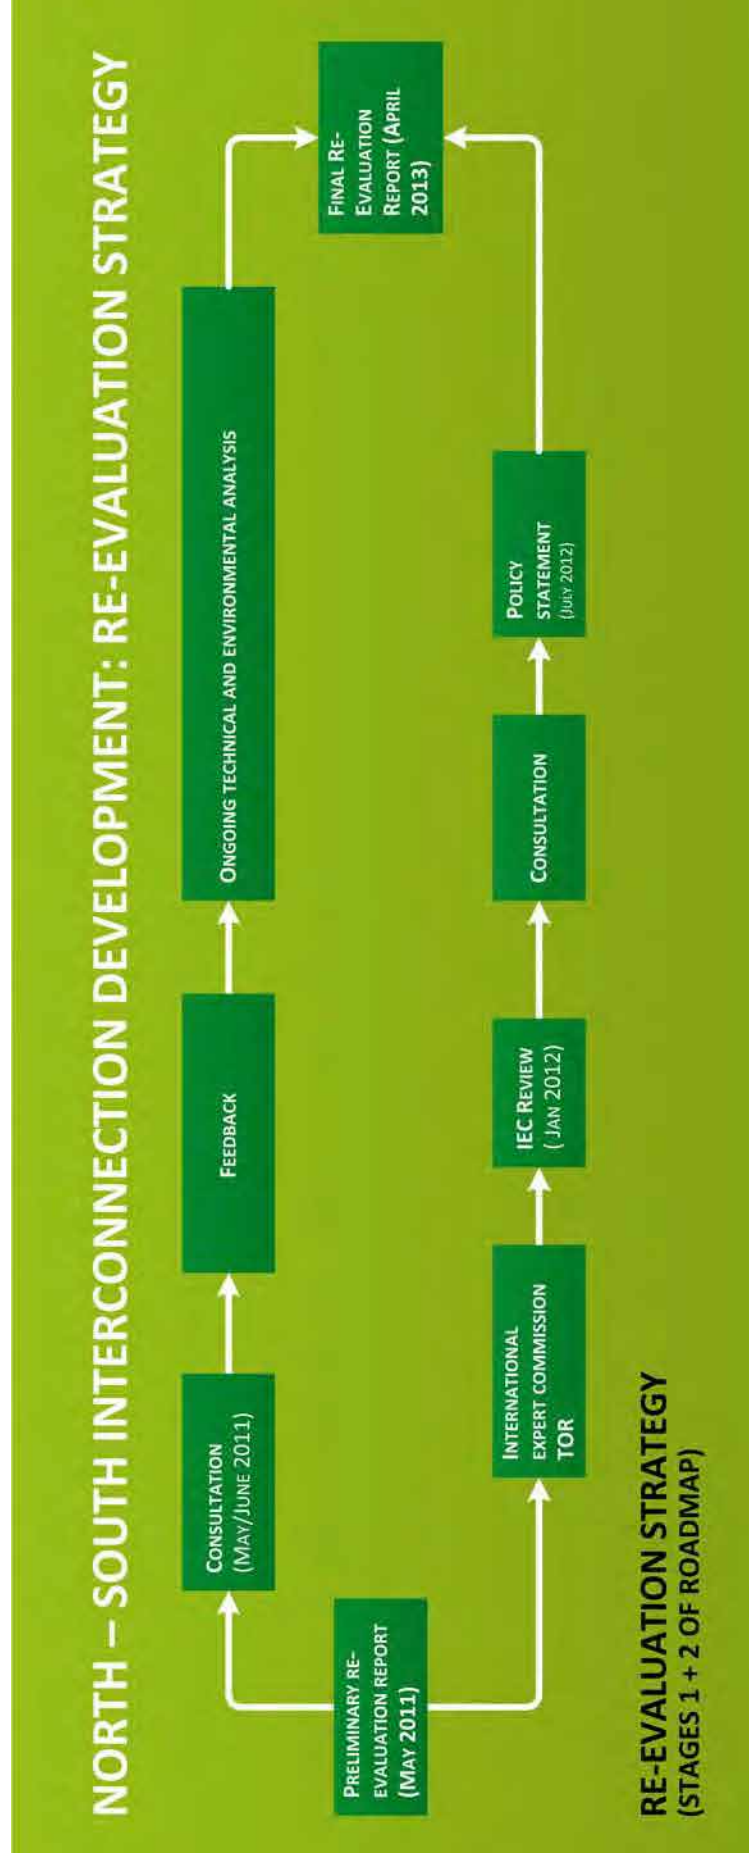 NORTH – SOUTH INTERCONNECTION DEVELOPMENT: RE-EVALUATION STRATEGY
PRELIMINARY RE-
EVALUATION REPORT
(MAY 2011)
CONSULTATION
(MAY/JUNE 2011)
FEEDBACK
ONGOING TECHNICAL AND ENVIRONMENTAL ANALYSIS
INTERNATIONAL
EXPERT COMMISSION
TOR
IEC REVIEW
( JAN 2012)
CONSULTATION
POLICY
STATEMENT
(JULY 2012)
FINAL RE-
EVALUATION
REPORT (APRIL
2013)
RE-EVALUATION STRATEGY
(STAGES 1 + 2 OF ROADMAP)